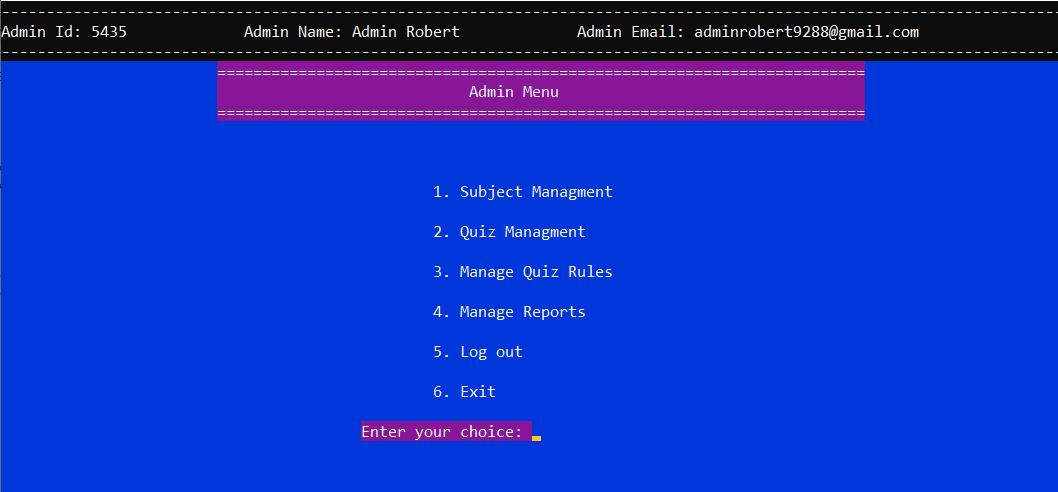 --------------------------------------------------------------------------------------------------------------------
Admin Id: 5435             Admin Name: Admin Robert             Admin Email: adminrobert9288@gmail.com
--------------------------------------------------------------------------------------------------------------------
========================================================================
Admin Menu
========================================================================
1. Subject Managment
2. Quiz Managment
3. Manage Quiz Rules
4. Manage Reports
5. Log out
6. Exit
Enter your choice: